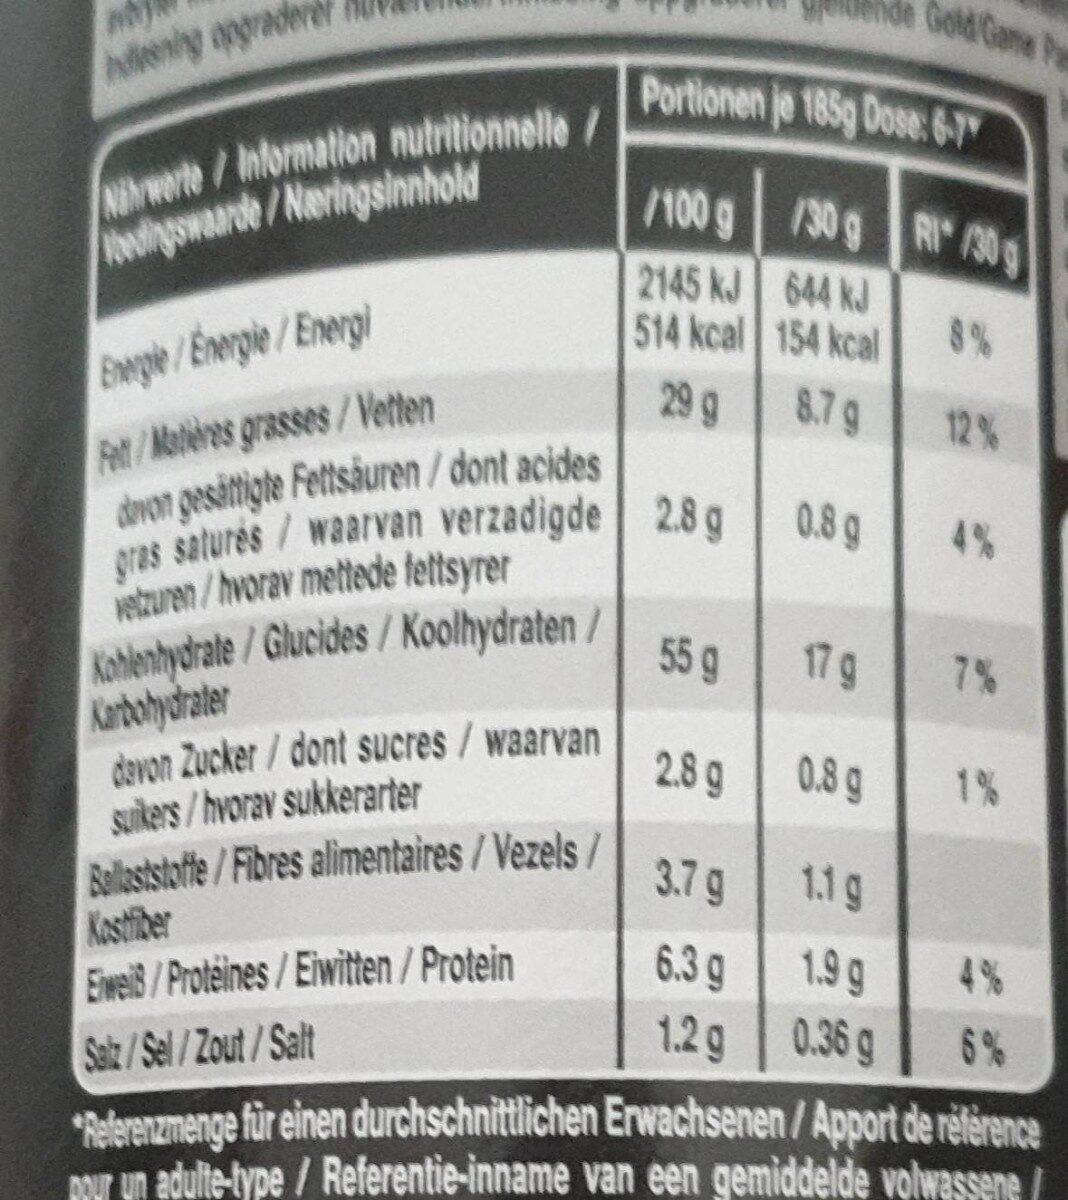 Indlesning opgraderer gjeldende Gold/Game
Portionen je 185g Dose: 6-7
Nährwerte / Information nutritionnelle /
Voedingswaarde / Næringsinnhold
/100 g /30 g RI* /30 g
Energie / Énergie / Energi 2145 kJ 644 kJ 8 %
514 kcal 154 kcal
Fett / Matières grasses / Vetten 29 g 8.7 g 12 %
davon gesättigte Fettsäuren / dont acides
gras saturés / waarvan verzadigde 2.8 g 0.8 g 4 %
vetzuren / hvorav mettede fettsyrer
Kohlenhydrate / Glucides / Koolhydraten / 55 g 17 g 7 %
Karbohydrater
davon Zucker / dont sucres / waarvan 2.8 g 0.8 g 1 %
suikers / hvorav sukkerarter
Ballaststoffe / Fibres alimentaires / Vezels / 3.7 g 1.1 g
Kostfiber
Eiweiß / Protéines / Eiwitten / Protein 6.3 g 1.9 g 4 %
Salz / Sel / Zout / Salt 1.2 g 0.36 g 6 %
*Referenzmenge für einen durchschnittlichen Erwachsenen / Apport de référence
pour un adulte-type / Referentie-inname van een gemiddelde volwassene /